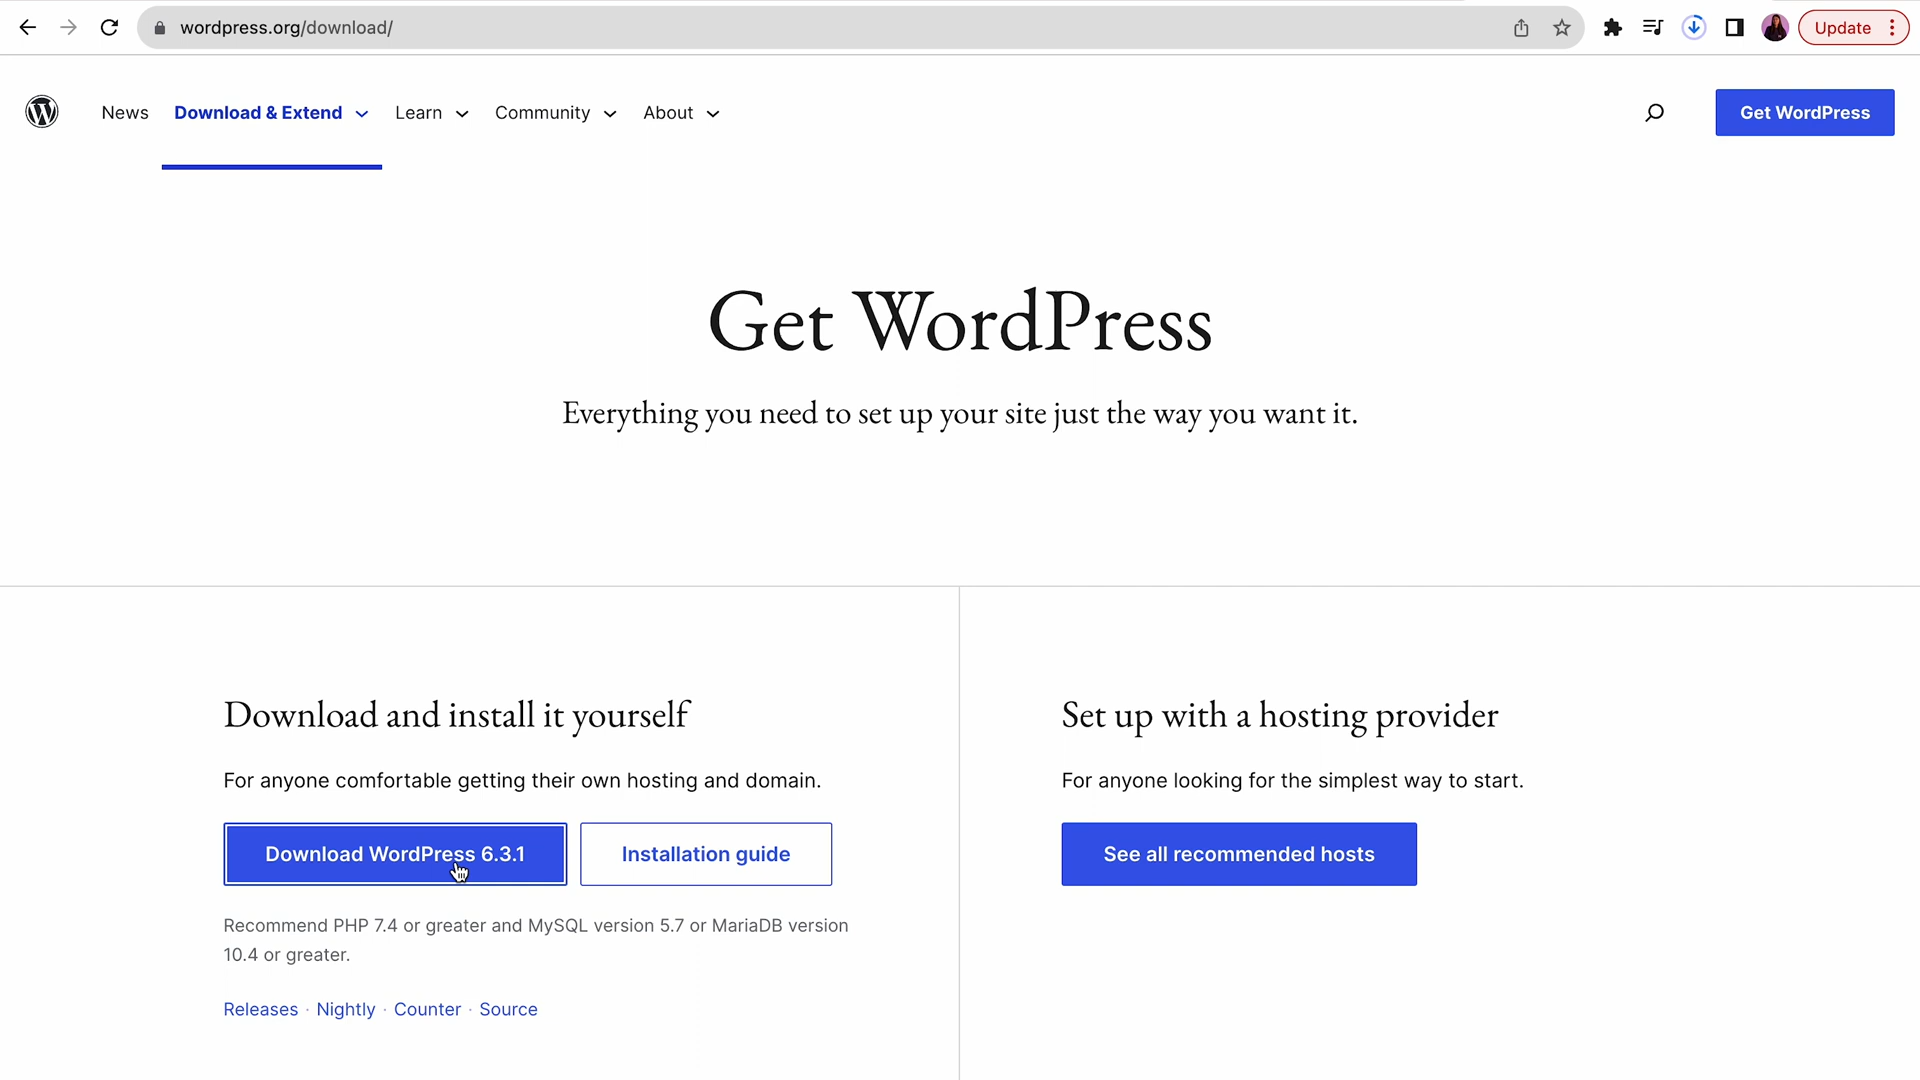 wordpress.org/download/
Update
News
Download & Extend
Learn
Community
About
Get WordPress
Get WordPress
Everything you need to set up your site just the way you want it.
Download and install it yourself
For anyone comfortable getting their own hosting and domain.
Download WordPress 6.3.1
Installation guide
Recommend PHP 7.4 or greater and MySQL version 5.7 or MariaDB version
10.4 or greater.
Releases · Nightly · Counter · Source
Set up with a hosting provider
For anyone looking for the simplest way to start.
See all recommended hosts